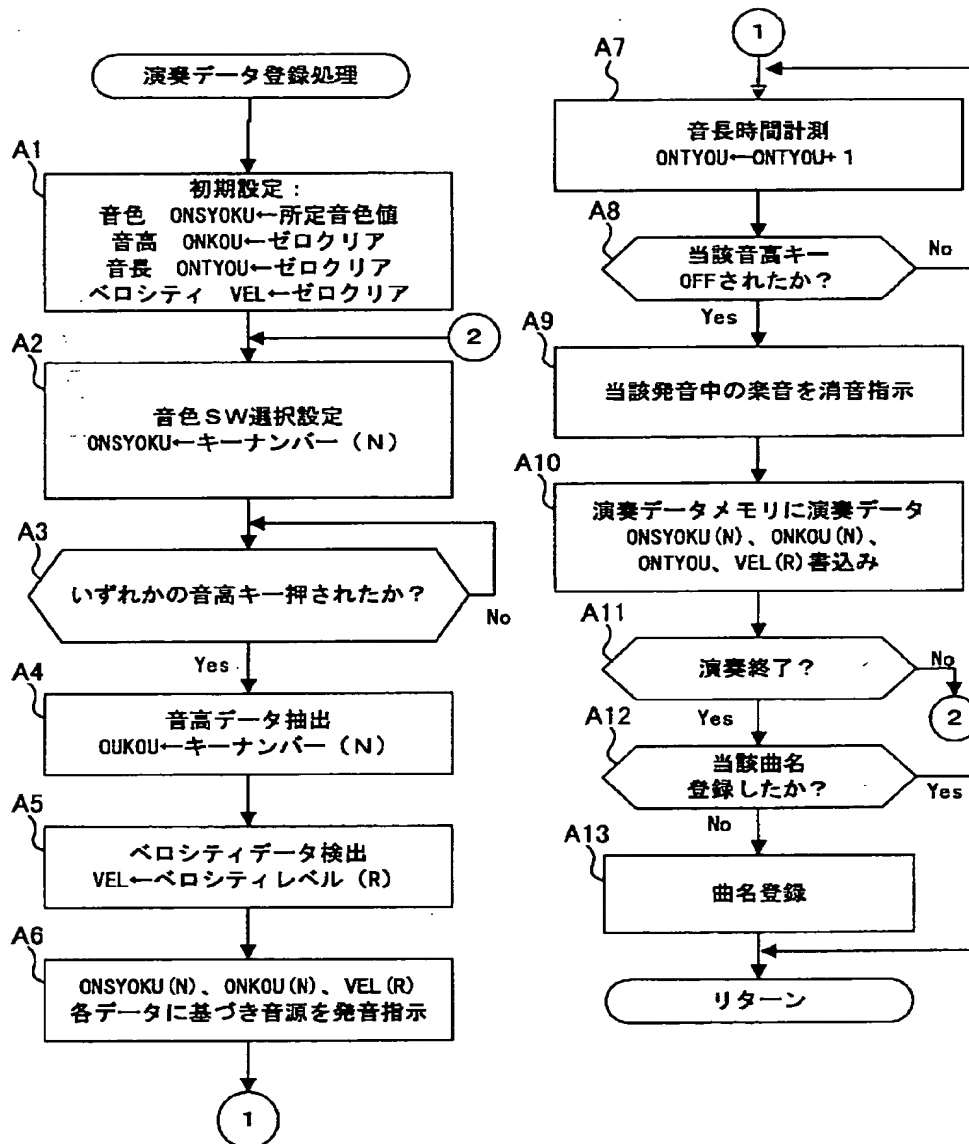 演奏データ登録処理
A1
初期設定：
音色 ONSYOKU←所定音色値
音高 ONKOU←ゼロクリア
音長 ONTYOU←ゼロクリア
ベロシティ VEL←ゼロクリア
2
A2
音色SW選択設定
ONSYOKU←キーナンバー（N）
A3
いずれかの音高キー押されたか？
No
Yes
A4
音高データ抽出
OUKOU←キーナンバー（N）
A5
ベロシティデータ検出
VEL←ベロシティレベル（R）
A6
ONSYOKU(N)、ONKOU(N)、VEL(R)
各データに基づき音源を発音指示
1
1
A7
音長時間計測
ONTYOU←ONTYOU+1
A8
当該音高キー
OFFされたか？
No
Yes
A9
当該発音中の楽音を消音指示
A10
演奏データメモリに演奏データ
ONSYOKU(N)、ONKOU(N)、
ONTYOU、VEL(R)書込み
A11
演奏終了？
No
2
Yes
A12
当該曲名
登録したか？
Yes
No
A13
曲名登録
リターン